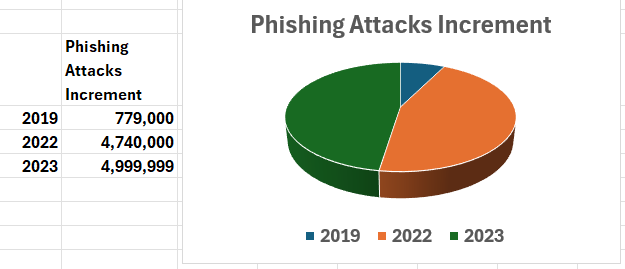 Phishing
Attacks
Increment
2019 779,000
2022 4,740,000
2023 4,999,999
Phishing Attacks Increment
2019 2022 2023